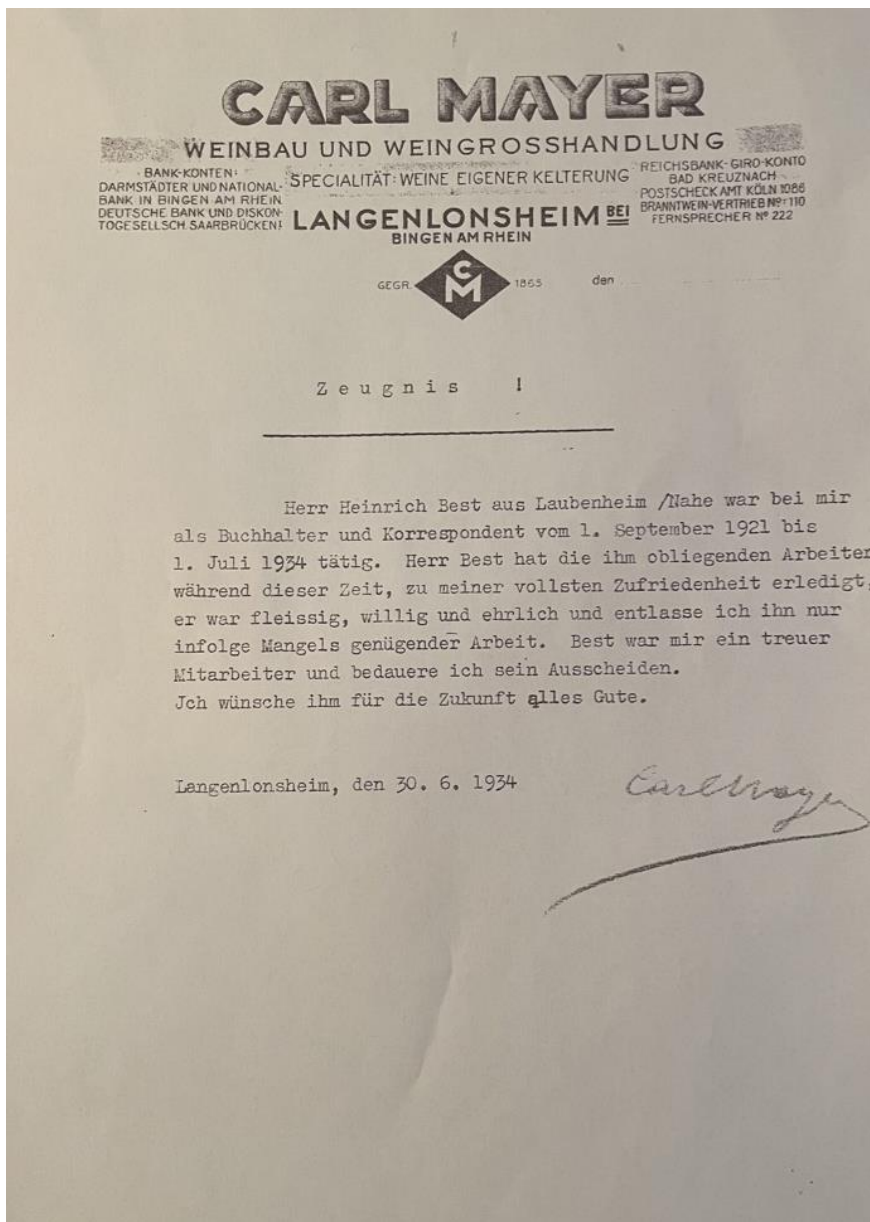 CARL MAYER
WEINBAU UND WEINGROSSHANDLUNG
BANK-KONTEN:
DARMSTÄDTER UND NATIONAL-
BANK IN BINGEN AM RHEIN
DEUTSCHE BANK UND DISKON-
TOGESELLSCH. SAARBRÜCKEN
SPECIALITÄT: WEINE EIGENER KELTERUNG
LANGENLONSHEIM BEI
BINGEN AM RHEIN
REICHSBANK-GIRO-KONTO
BAD KREUZNACH
POSTSCHECKAMT KÖLN 1086
BRANNTWEIN-VERTRIEB Nº 110
FERNSPRECHER Nº 222
GEGR. CM 1865 den
Zeugnis !
Herr Heinrich Best aus Laubenheim /Nahe war bei mir
als Buchhalter und Korrespondent vom 1. September 1921 bis
1. Juli 1934 tätig. Herr Best hat die ihm obliegenden Arbeiten
während dieser Zeit, zu meiner vollsten Zufriedenheit erledigt,
er war fleissig, willig und ehrlich und entlasse ich ihn nur
infolge Mangels genügender Arbeit. Best war mir ein treuer
Mitarbeiter und bedauere ich sein Ausscheiden.
Jch wünsche ihm für die Zukunft alles Gute.
Langenlonsheim, den 30. 6. 1934
Carl Mayer